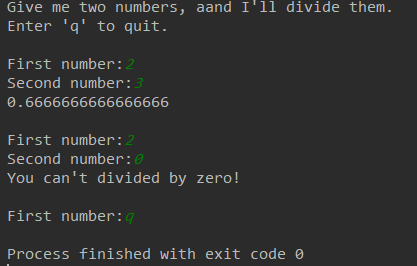 Give me two numbers, aand I'll divide them.
Enter 'q' to quit.
First number:2
Second number:3
0.6666666666666666
First number:2
Second number:0
You can't divided by zero!
First number:q
Process finished with exit code 0